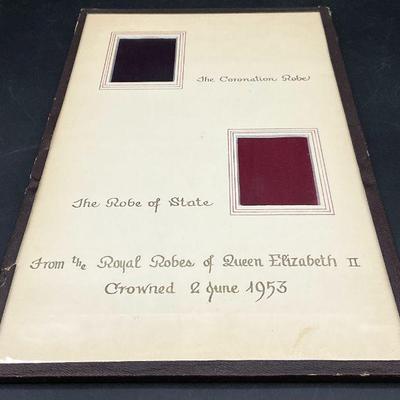 The Coronation Robe
The Robe of State
From the Royal Robes of Queen Elizabeth II
Crowned 2 June 1953